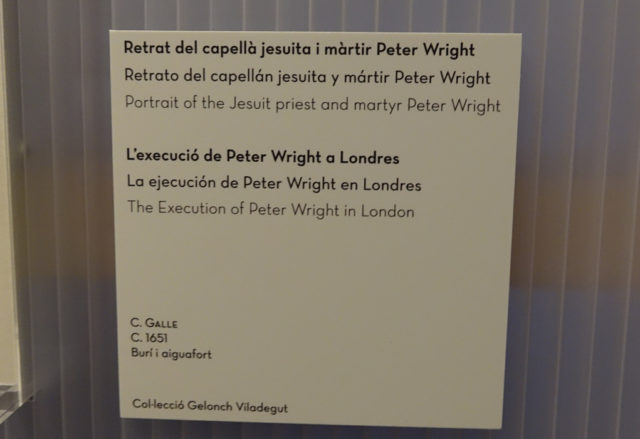 Retrat del capellà jesuita i màrtir Peter Wright
Retrato del capellán jesuita y mártir Peter Wright
Portrait of the Jesuit priest and martyr Peter Wright
L'execució de Peter Wright a Londres
La ejecución de Peter Wright en Londres
The Execution of Peter Wright in London
C. Galle
C. 1651
Burí i aiguafort
Col·lecció Gelonch Viladegut